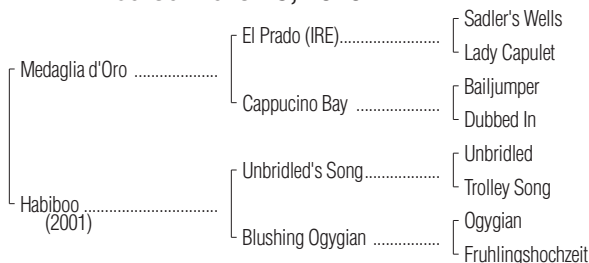 Sadler's Wells
El Prado (IRE)
Lady Capulet
Medaglia d'Oro
Bailjumper
Cappucino Bay
Dubbed In
Unbridled
Unbridled's Song
Trolley Song
Habiboo
(2001)
Ogygian
Blushing Ogygian
Fruhlingshochzeit